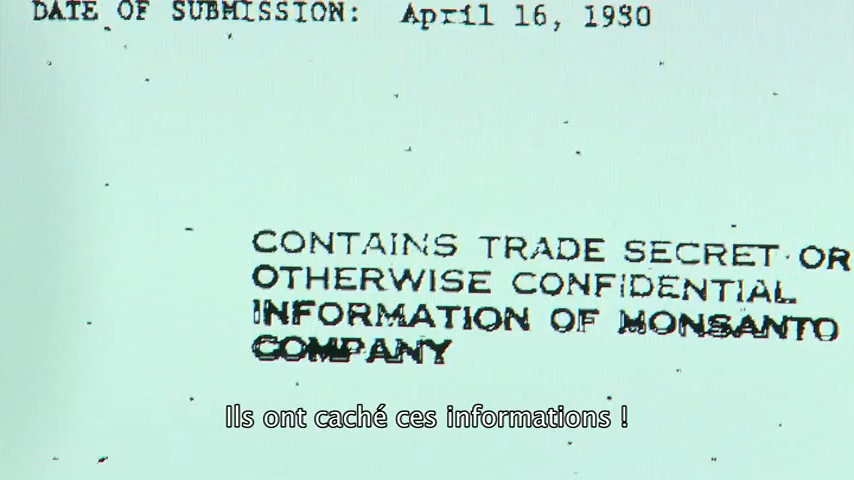 DATE OF SUBMISSION: April 16, 1980
CONTAINS TRADE SECRET OR
OTHERWISE CONFIDENTIAL
INFORMATION OF MONSANTO
COMPANY
Ils ont caché ces informations !